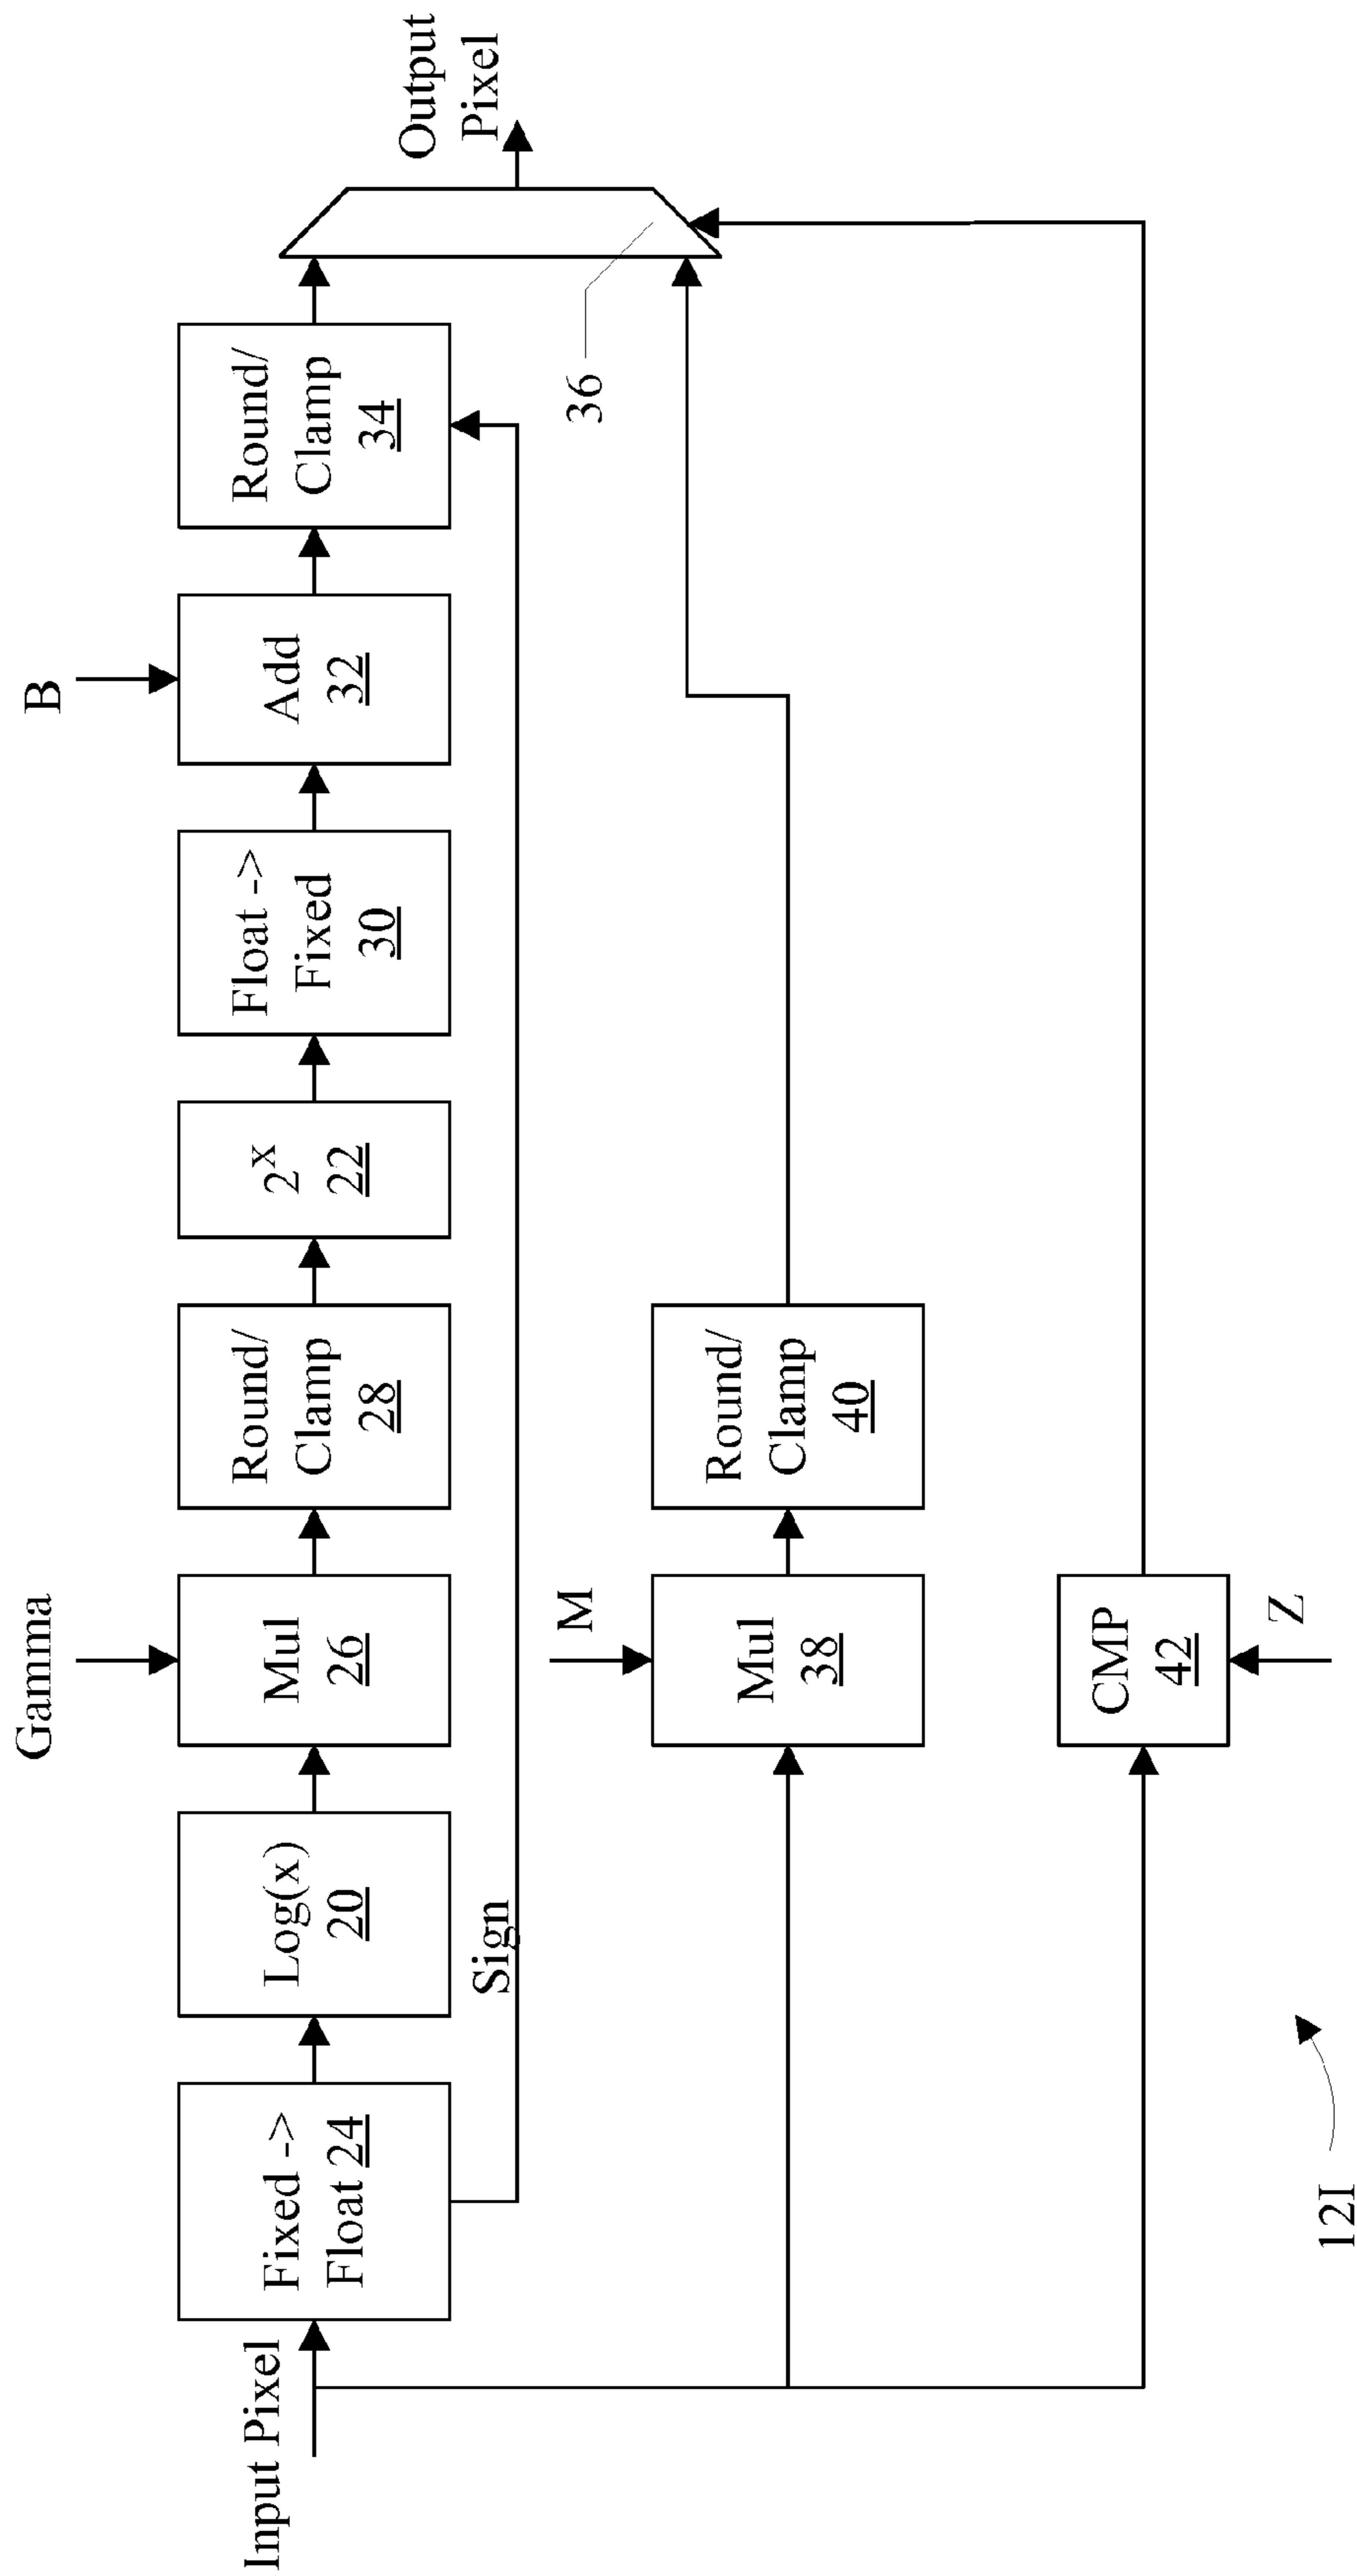 Gamma
B
Input Pixel
Fixed ->
Float 24
Log(x)
20
Mul
26
Round/
Clamp
28
2^x
22
Float ->
Fixed
30
Add
32
Round/
Clamp
34
Output
Pixel
Sign
36
M
Mul
38
Round/
Clamp
40
CMP
42
Z
12I